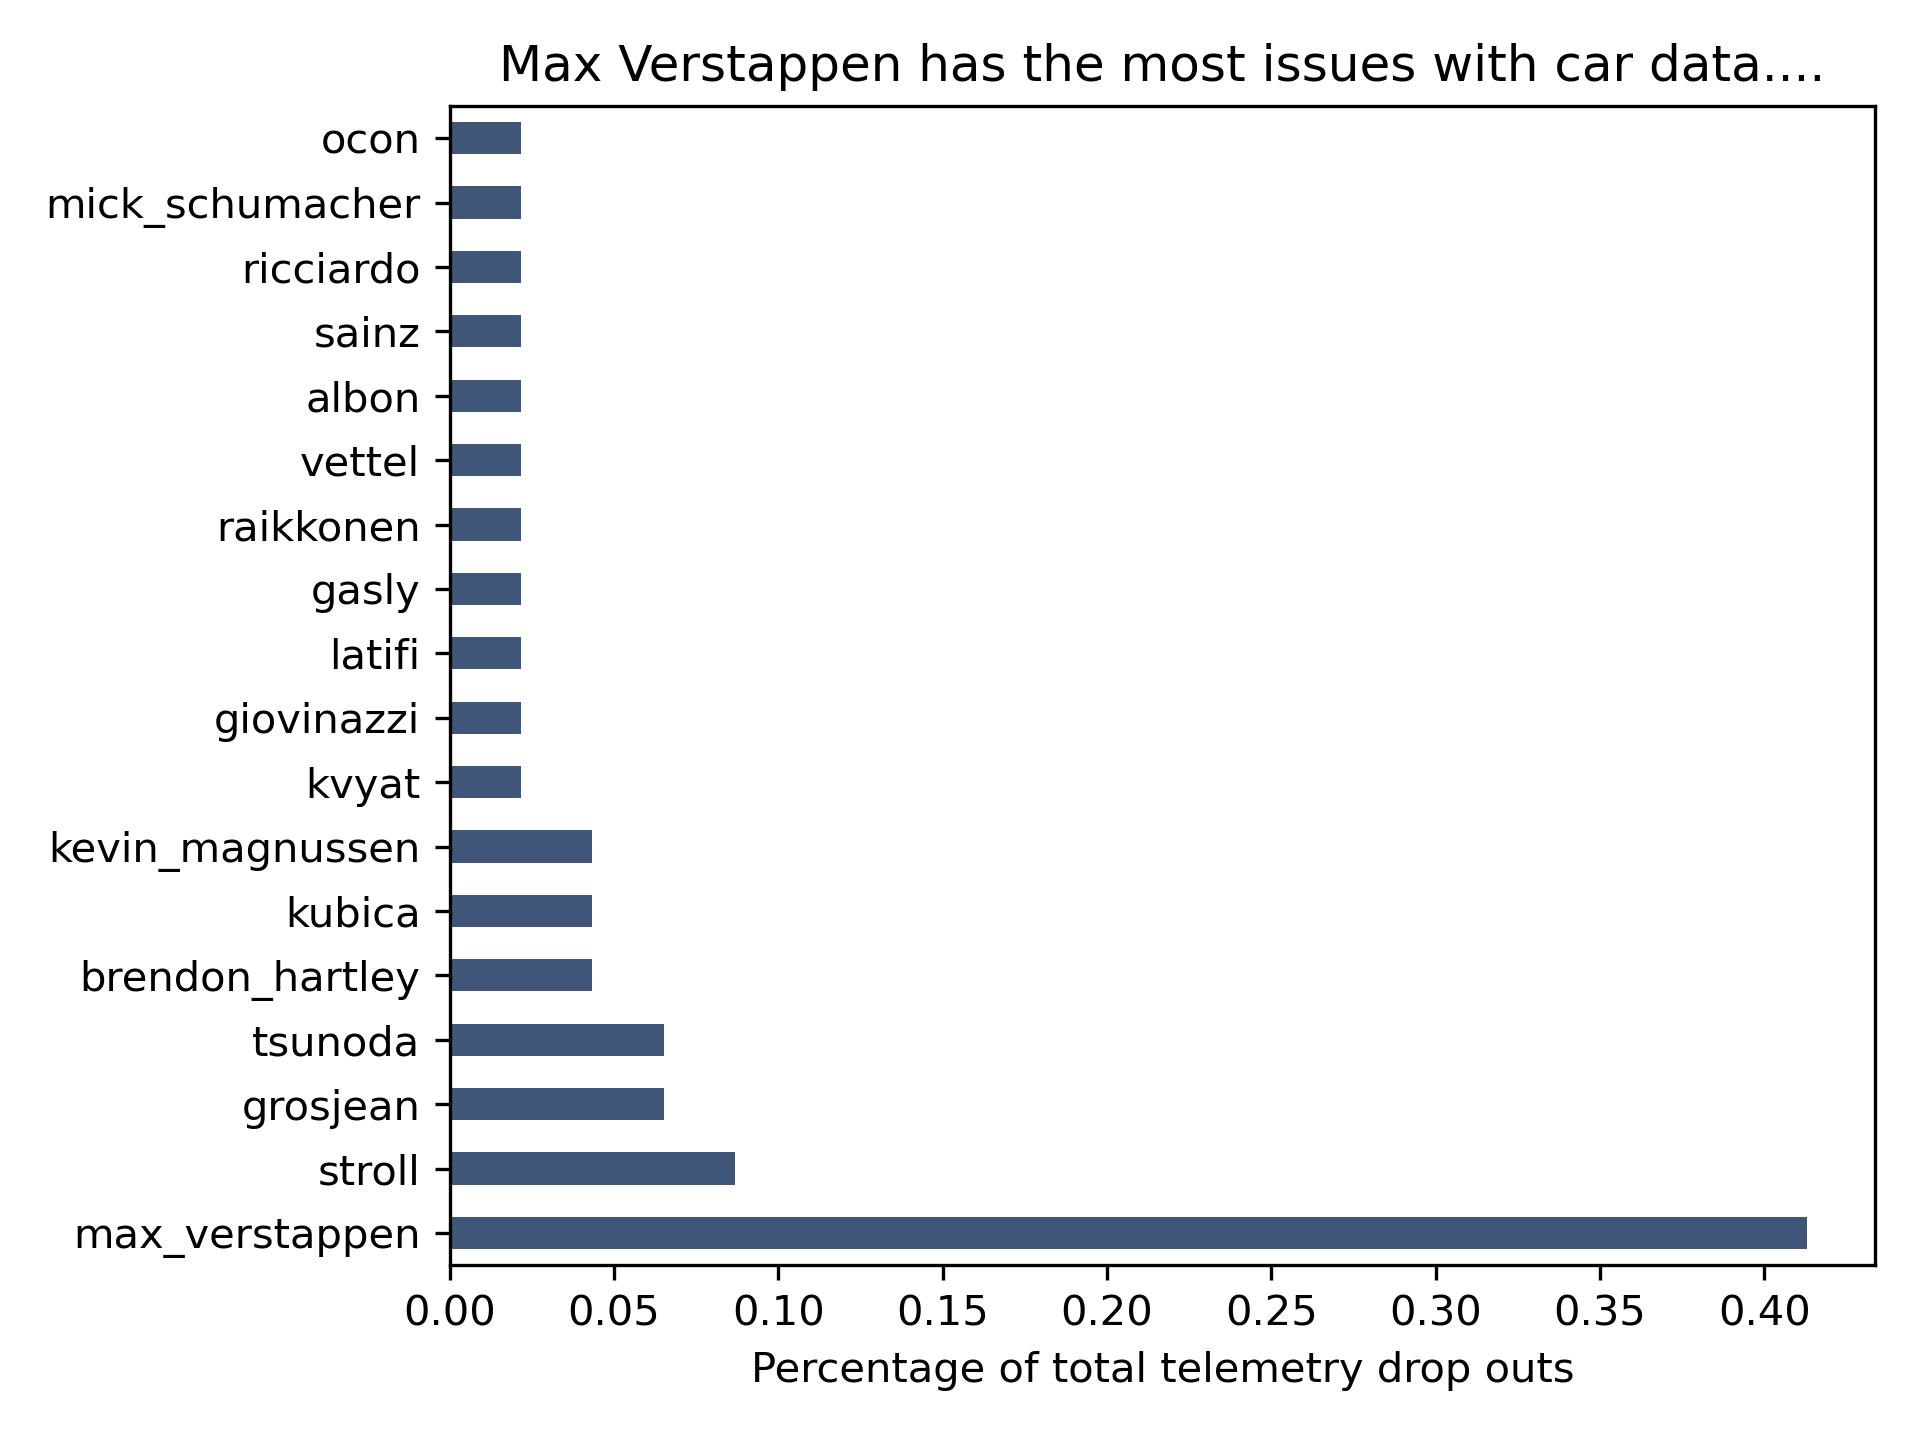 Max Verstappen has the most issues with car data....
ocon
mick_schumacher
ricciardo
sainz
albon
vettel
raikkonen
gasly
latifi
giovinazzi
kvyat
kevin_magnussen
kubica
brendon_hartley
tsunoda
grosjean
stroll
max_verstappen
0.00 0.05 0.10 0.15 0.20 0.25 0.30 0.35 0.40
Percentage of total telemetry drop outs